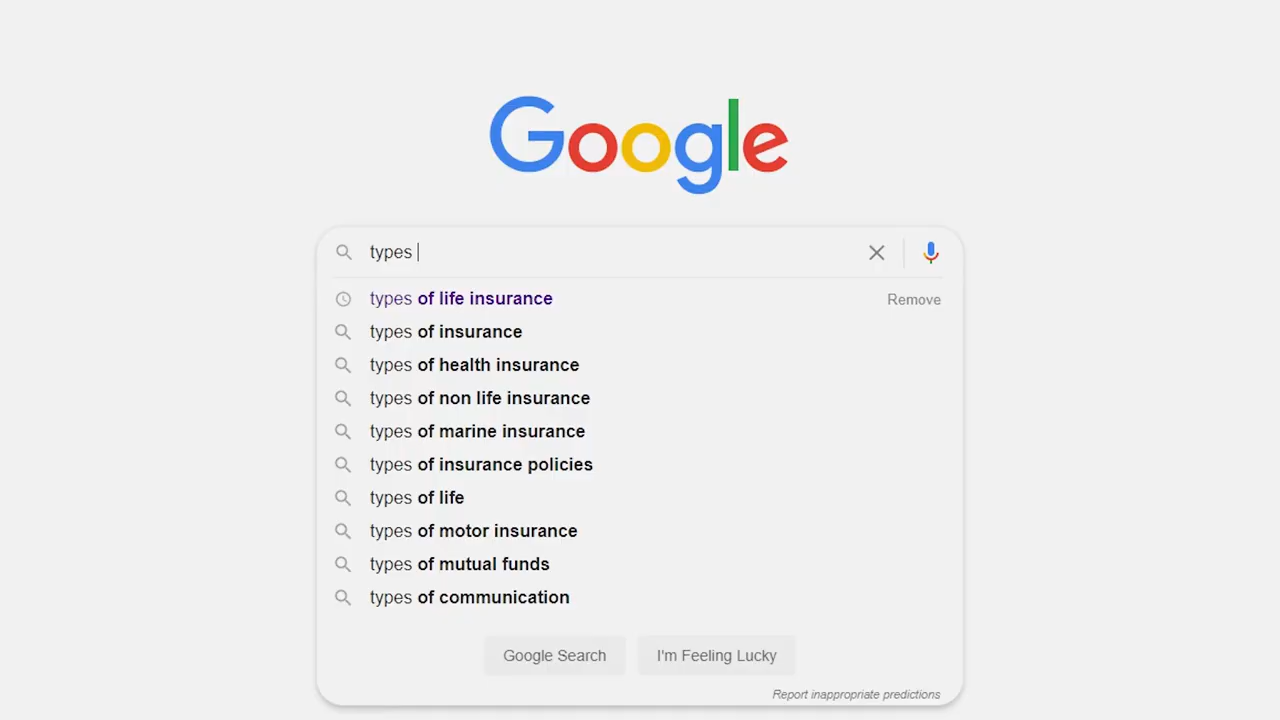 Google
types
types of life insurance Remove
types of insurance
types of health insurance
types of non life insurance
types of marine insurance
types of insurance policies
types of life
types of motor insurance
types of mutual funds
types of communication
Google Search I'm Feeling Lucky
Report inappropriate predictions